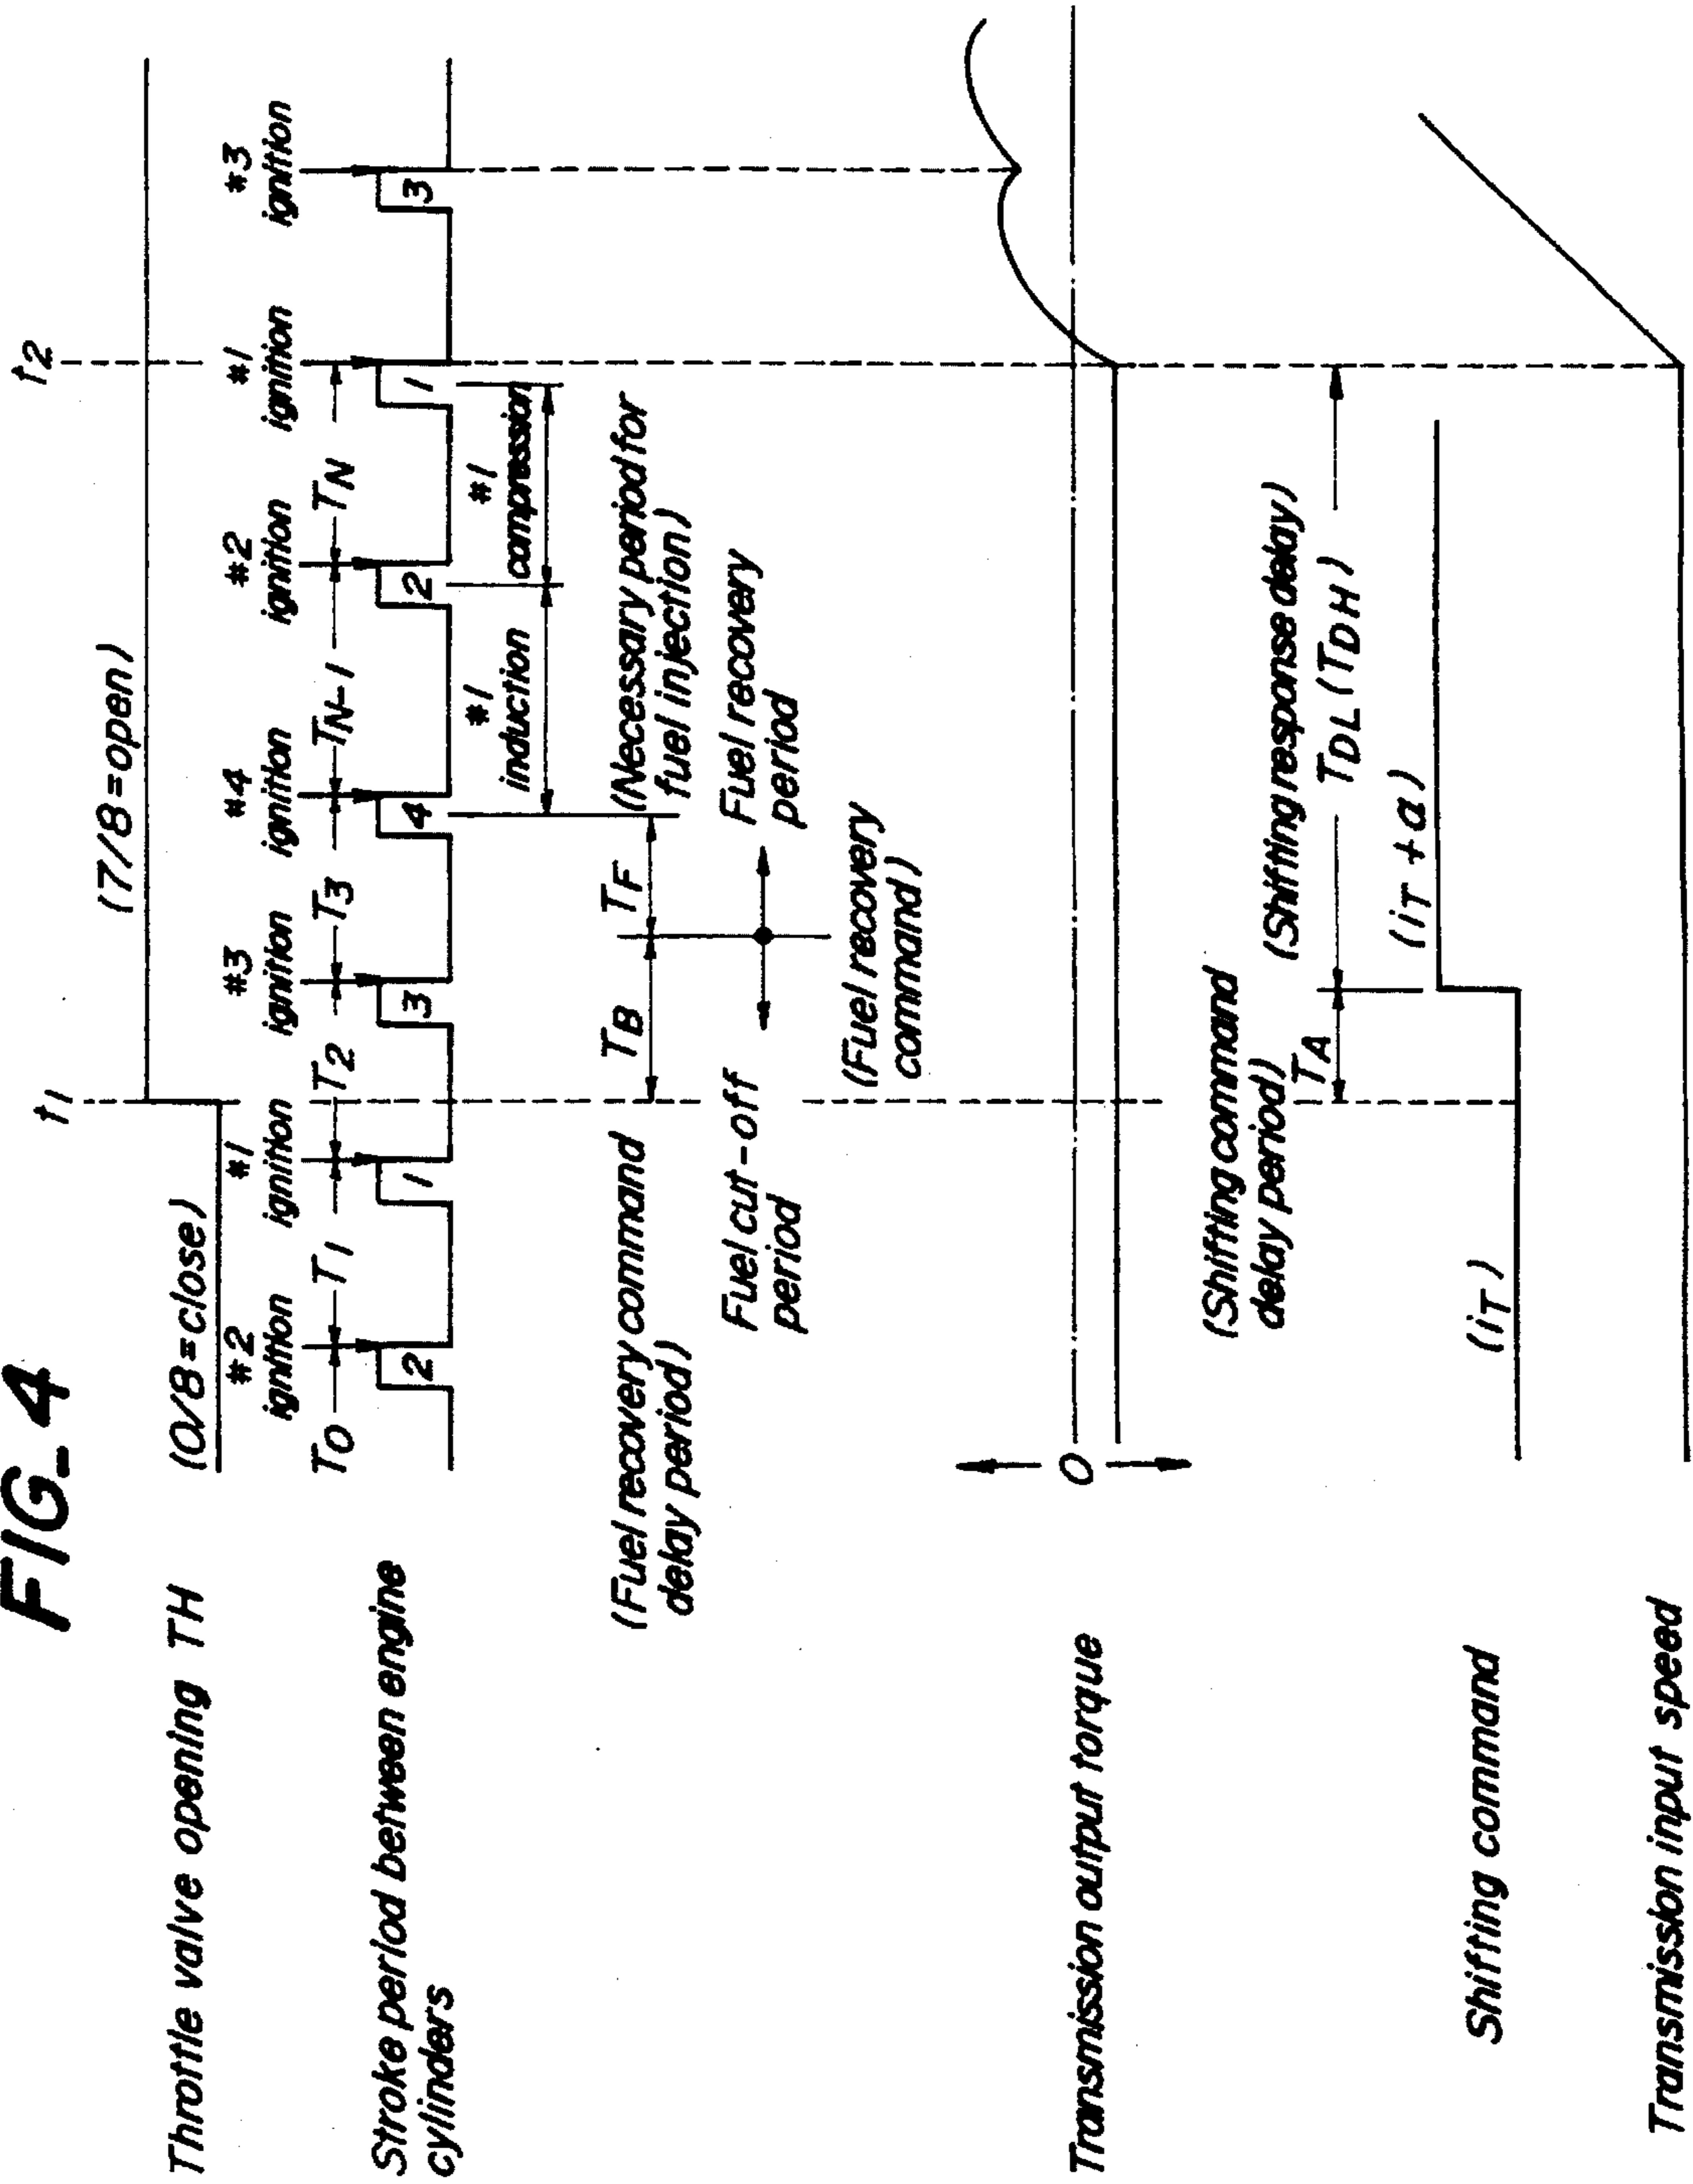 FIG_4
t1
t2
Throttle valve opening TH
(0/8=close)
(7/8=open)
#2 ignition
#1 ignition
#3 ignition
#4 ignition
#2 ignition
#1 ignition
#3 ignition
T0
T1
T2
T3
TN-1
TN
Stroke period between engine
cylinders
2
1
3
4
2
1
3
#1 induction
#1 compression
(Fuel recovery command
delay period)
TB
TF
(Necessary period for
fuel injection)
Fuel cut-off
period
Fuel recovery
period
(Fuel recovery
command)
Transmission output torque
0
(Shifting command
delay period)
TA
(Shifting response delay)
TDL (TDH)
Shifting command
(iT)
(iT +α)
Transmission input speed